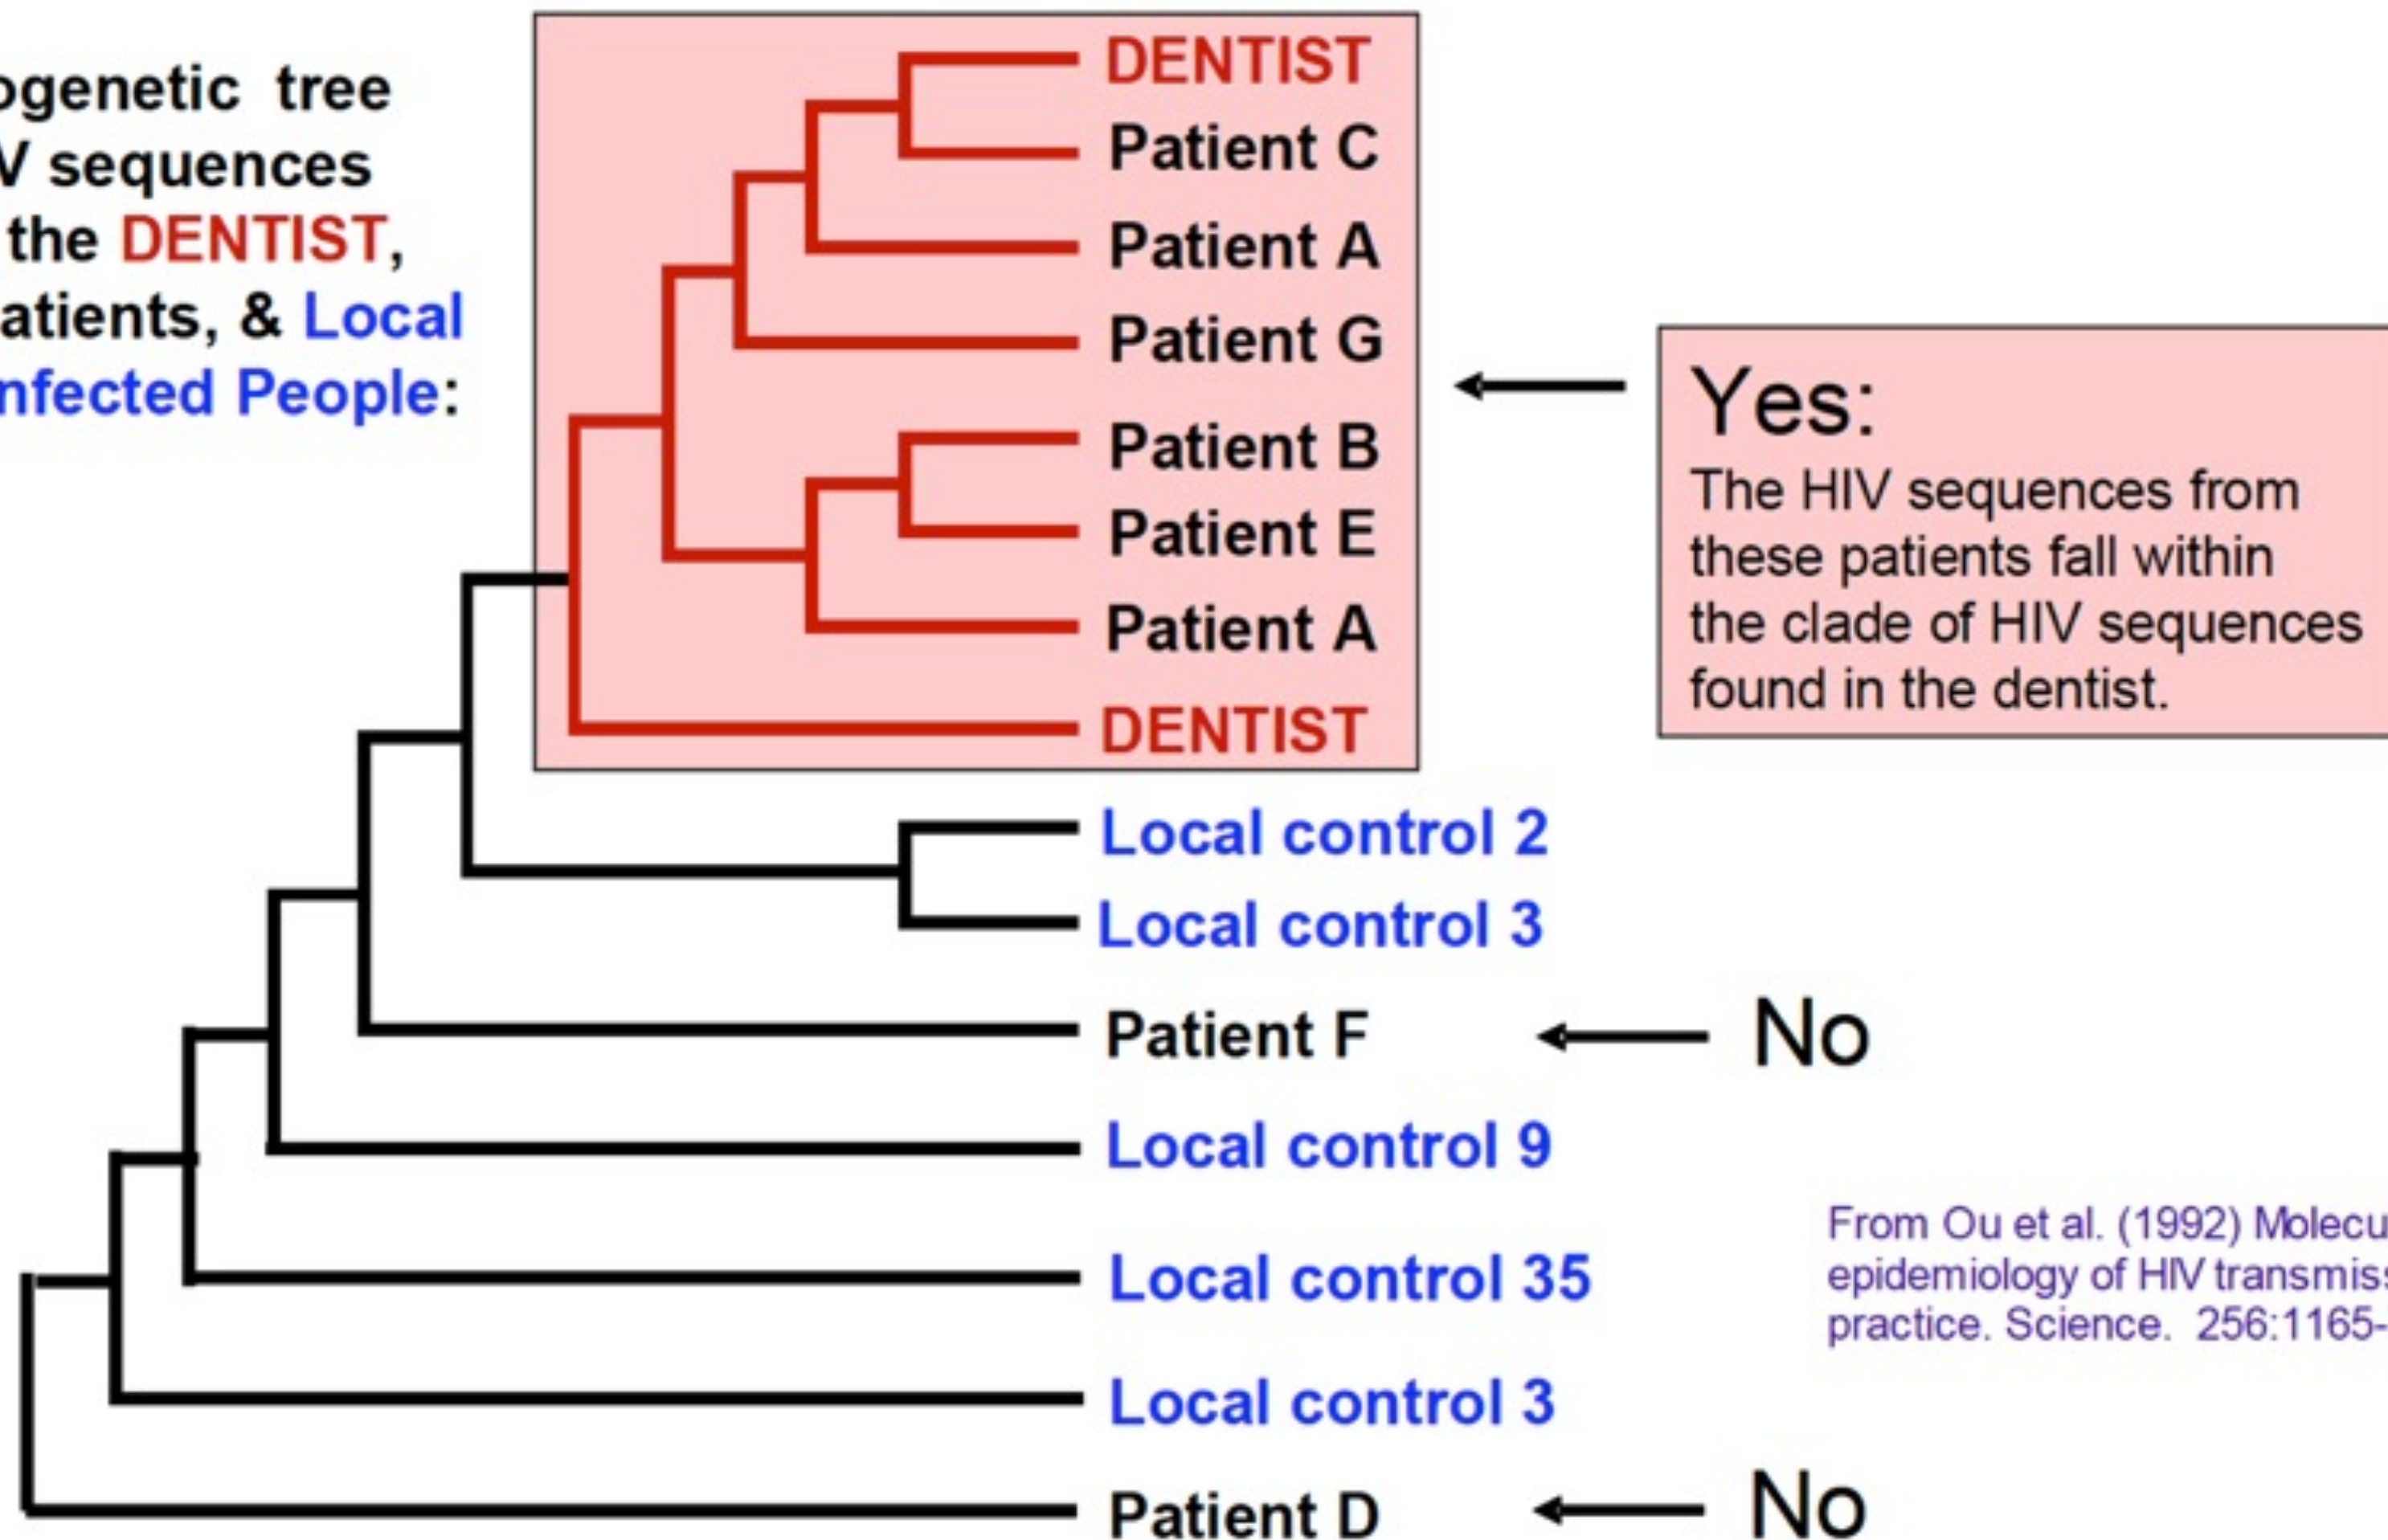 ogenetic tree
V sequences
the DENTIST,
atients, & Local
nfected People:
DENTIST
Patient C
Patient A
Patient G
Patient B
Patient E
Patient A
DENTIST
Yes:
The HIV sequences from
these patients fall within
the clade of HIV sequences
found in the dentist.
Local control 2
Local control 3
Patient F
No
Local control 9
Local control 35
Local control 3
Patient D
No
From Ou et al. (1992) Molecu
epidemiology of HIV transmiss
practice. Science. 256:1165-